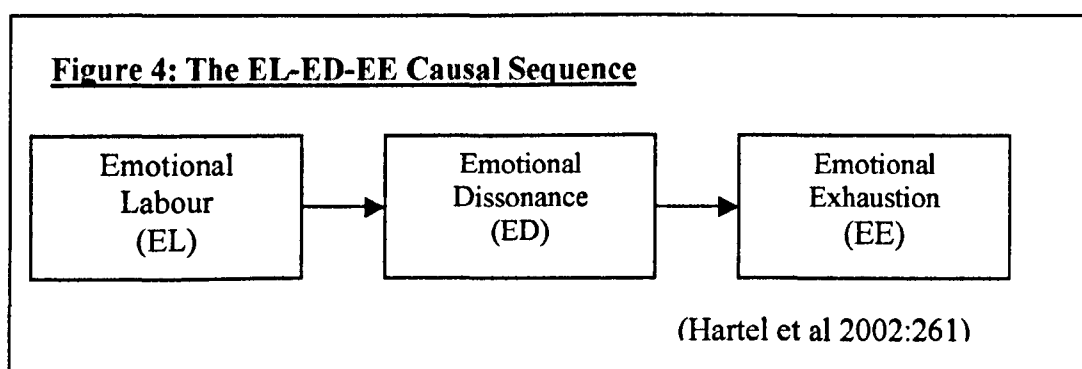 Figure 4: The EL-ED-EE Causal Sequence
Emotional
Labour
(EL)
Emotional
Dissonance
(ED)
Emotional
Exhaustion
(EE)
(Hartel et al 2002:261)